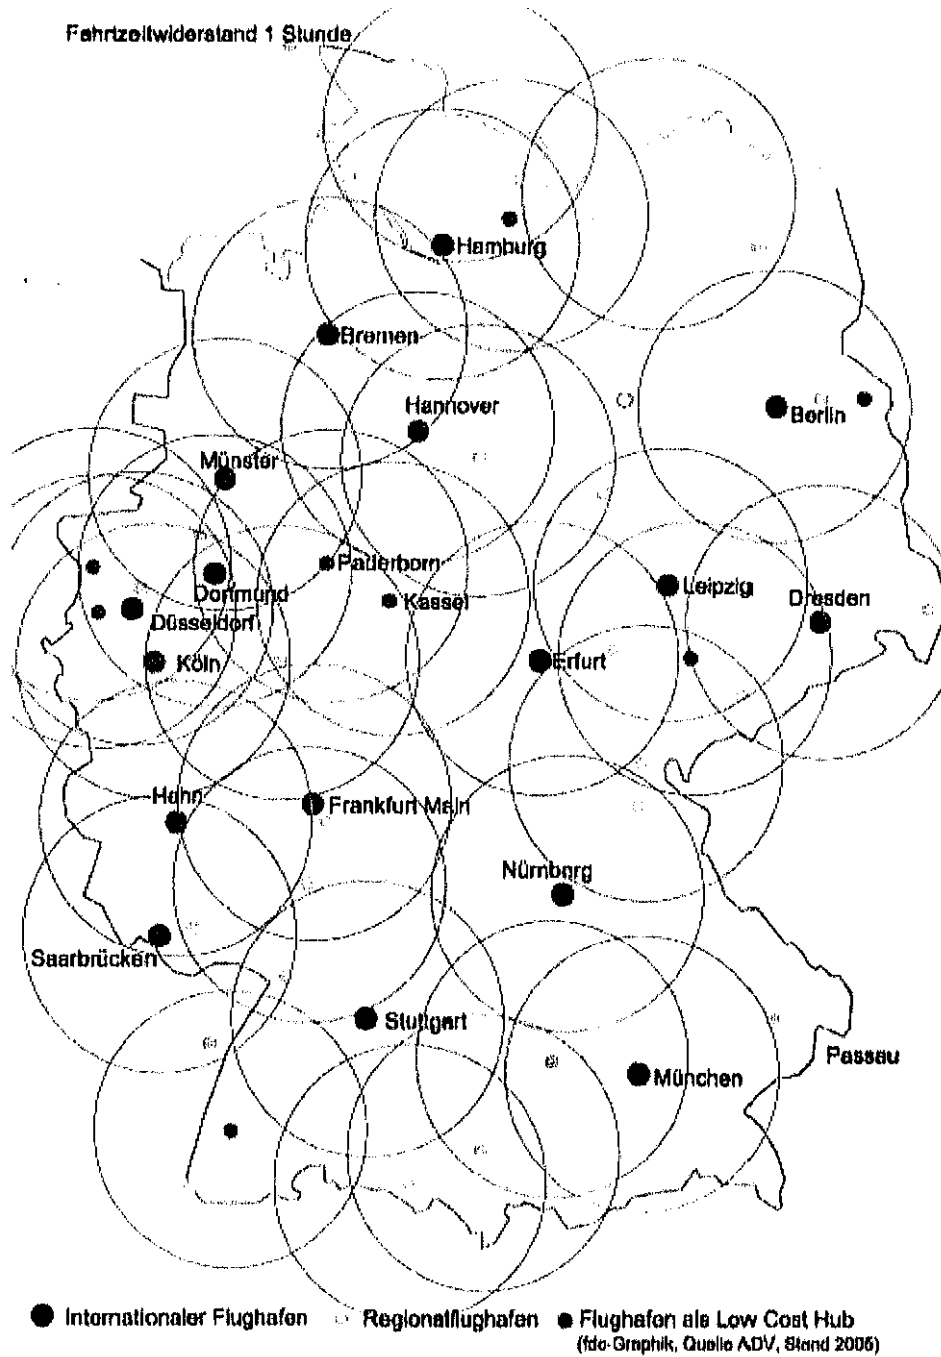 Fahrtzeitwiderstand 1 Stunde
Hamburg
Bremen
Hannover
Berlin
Münster
Paderborn
Dortmund
Kassel
Leipzig
Dresden
Düsseldorf
Köln
Erfurt
Hahn
Frankfurt Main
Nürnberg
Saarbrücken
Stuttgart
Passau
München
Internationaler Flughafen Regionalflughafen Flughafen als Low Cost Hub
(fdo-Graphik, Quelle ADV, Stand 2005)